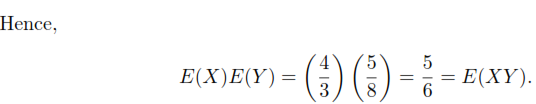 Hence,
E(X)E(Y) = (4/3)(5/8) = 5/6 = E(XY).